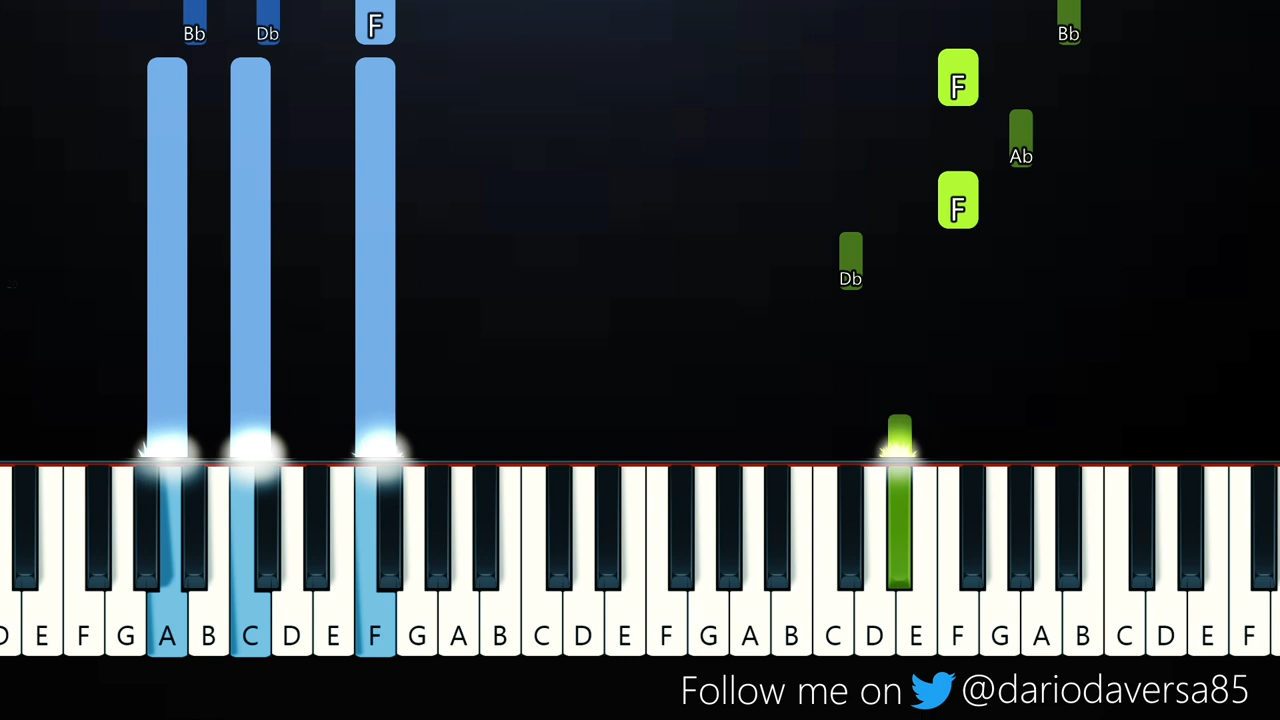 Bb Db F Bb
F
Ab
F
Db
D E F G A B C D E F G A B C D E F G A B C D E F G A B C D E F
Follow me on @dariodaversa85